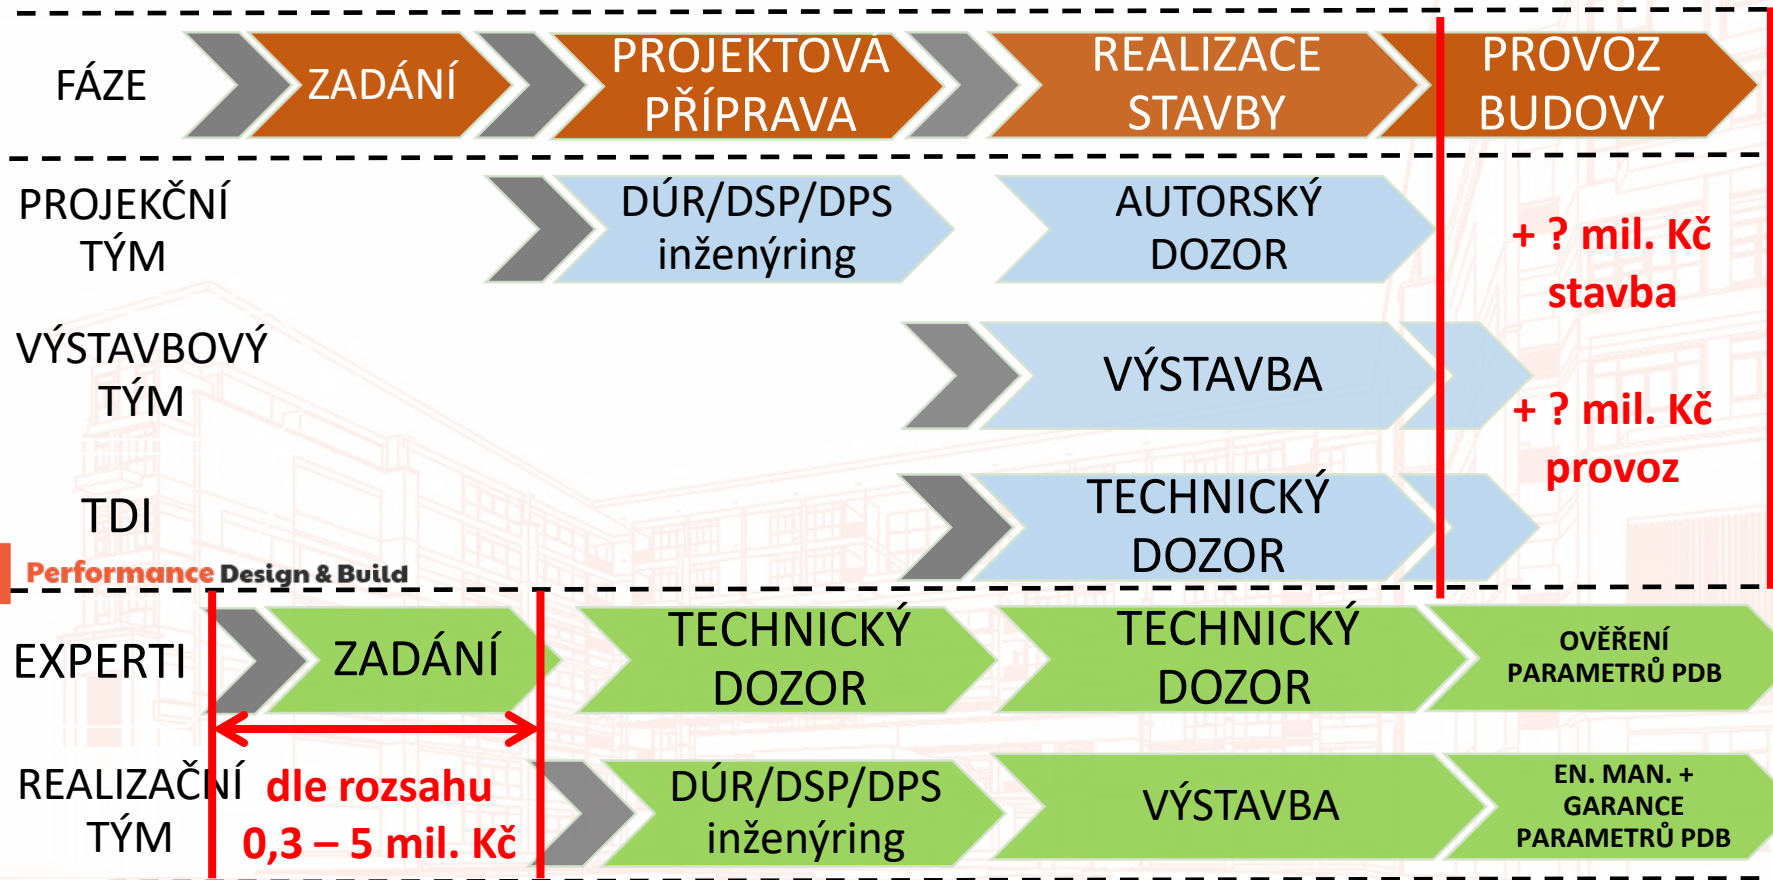 FÁZE
ZADÁNÍ
PROJEKTOVÁ
PŘÍPRAVA
REALIZACE
STAVBY
PROVOZ
BUDOVY
PROJEKČNÍ
TÝM
DÚR/DSP/DPS
inženýring
AUTORSKÝ
DOZOR
+ ? mil. Kč
stavba
VÝSTAVBOVÝ
TÝM
VÝSTAVBA
+ ? mil. Kč
provoz
TDI
TECHNICKÝ
DOZOR
Performance Design & Build
EXPERTI
ZADÁNÍ
TECHNICKÝ
DOZOR
TECHNICKÝ
DOZOR
OVĚŘENÍ
PARAMETRŮ PDB
REALIZAČNÍ
TÝM
dle rozsahu
0,3 – 5 mil. Kč
DÚR/DSP/DPS
inženýring
VÝSTAVBA
EN. MAN. +
GARANCE
PARAMETRŮ PDB